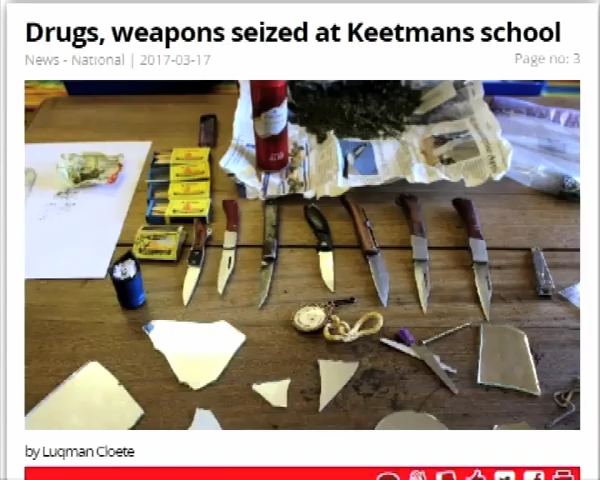 Drugs, weapons seized at Keetmans school
News - National | 2017-03-17
Page no: 3
by Luqman Cloete